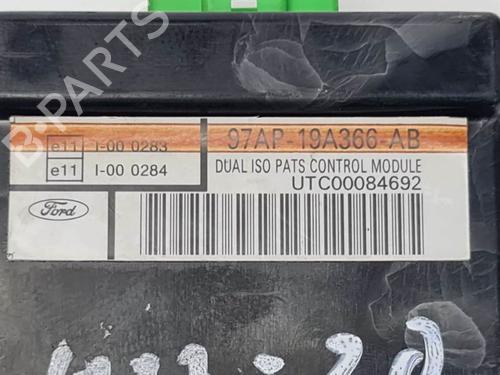 B-PARTS
e11 I-00 0283 97AP-19A366-AB
e11 I-00 0284 DUAL ISO PATS CONTROL MODULE
UTC00084692
Ford